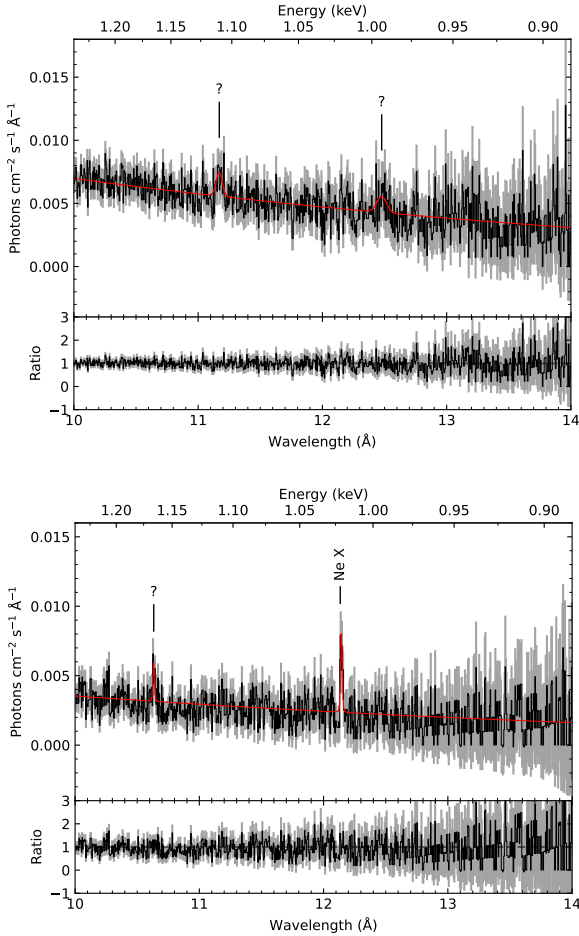 Energy (keV)
1.20 1.15 1.10 1.05 1.00 0.95 0.90
?
?
0.015
0.010
0.005
0.000
Photons cm⁻² s⁻¹ Å⁻¹
3
2
1
0
−1
Ratio
10 11 12 13 14
Wavelength (Å)
Energy (keV)
1.20 1.15 1.10 1.05 1.00 0.95 0.90
Ne X
?
0.015
0.010
0.005
0.000
Photons cm⁻² s⁻¹ Å⁻¹
3
2
1
0
−1
Ratio
10 11 12 13 14
Wavelength (Å)